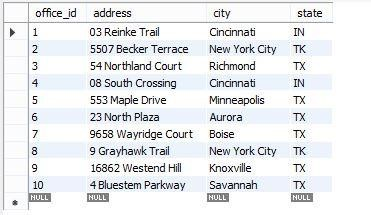 office_id address city state
1 03 Reinke Trail Cincinnati IN
2 5507 Becker Terrace New York City TK
3 54 Northland Court Richmond TX
4 08 South Crossing Cincinnati IN
5 553 Maple Drive Minneapolis TX
6 23 North Plaza Aurora TX
7 9658 Wayridge Court Boise TX
8 9 Grayhawk Trail New York City TK
9 16862 Westend Hill Knoxville TX
10 4 Bluestem Parkway Savannah TX
NULL NULL NULL NULL